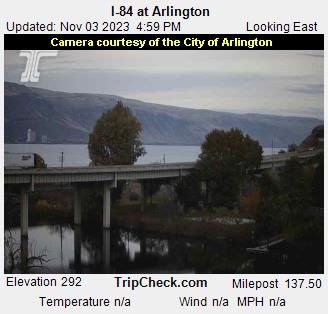 I-84 at Arlington
Updated: Nov 03 2023 4:59 PM Looking East
Camera courtesy of the City of Arlington
Elevation 292 TripCheck.com Milepost 137.50
Temperature n/a Wind n/a MPH n/a